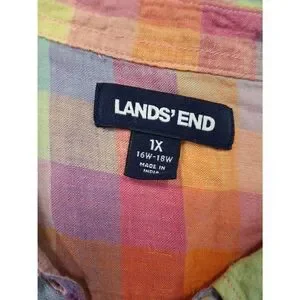 LANDS' END
1X
16W-18W
MADE IN
INDIA